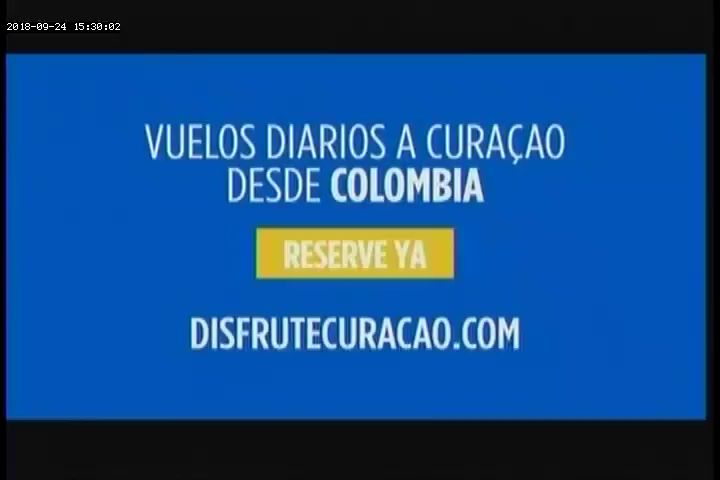 2018-09-24 15:30:02
VUELOS DIARIOS A CURAÇAO
DESDE COLOMBIA
RESERVE YA
DISFRUTECURACAO.COM